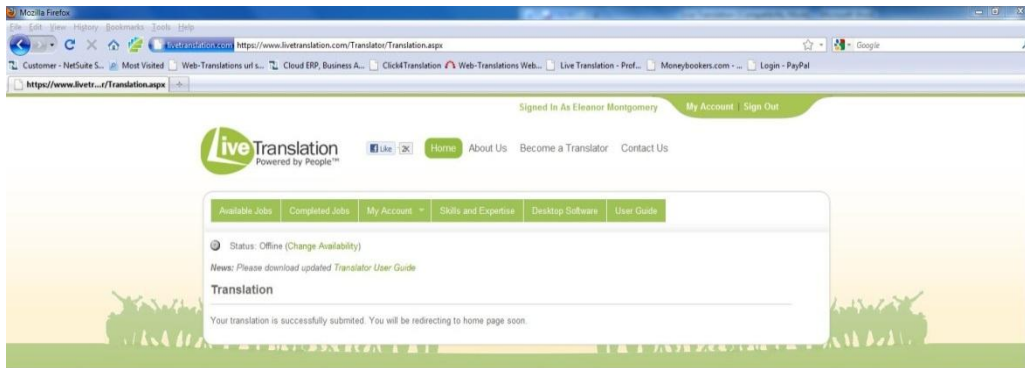 Mozilla Firefox
File Edit View History Bookmarks Tools Help
livetranslation.com https://www.livetranslation.com/Translator/Translation.aspx Google
Customer - NetSuite S... Most Visited Web-Translations url s... Cloud ERP, Business A... Click4Translation Web-Translations Web... Live Translation - Prof... Moneybookers.com - ... Login - PayPal
https://www.livetr...r/Translation.aspx
Signed In As Eleanor Montgomery My Account | Sign Out
Live Translation
Powered by People™
Like 2K Home About Us Become a Translator Contact Us
Available Jobs Completed Jobs My Account Skills and Expertise Desktop Software User Guide
Status: Offline (Change Availability)
News: Please download updated Translator User Guide
Translation
Your translation is successfully submited. You will be redirecting to home page soon.